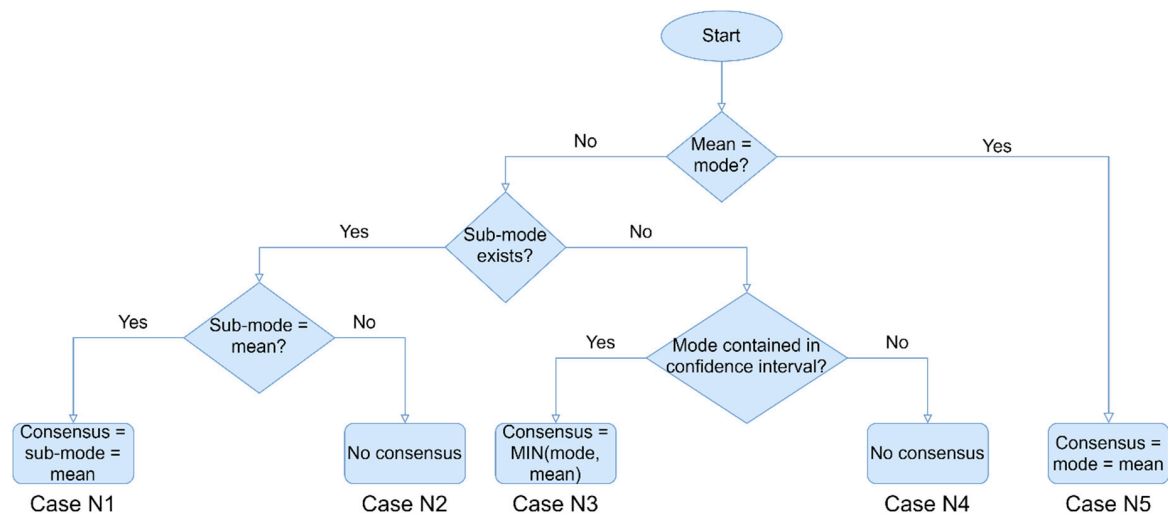 Start
Mean =
mode?
No
Yes
Sub-mode
exists?
Yes
No
Sub-mode =
mean?
Yes
No
Mode contained in
confidence interval?
Yes
No
Consensus =
sub-mode =
mean
No consensus
Consensus =
MIN(mode,
mean)
No consensus
Consensus =
mode = mean
Case N1
Case N2
Case N3
Case N4
Case N5